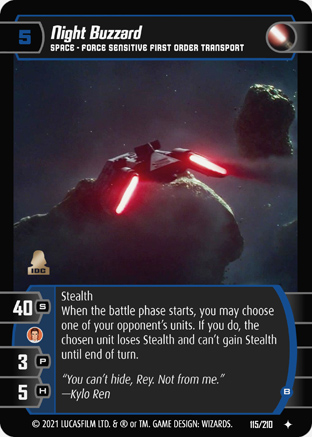 5
Night Buzzard
SPACE - FORCE SENSITIVE FIRST ORDER TRANSPORT
IDC
40 S
Stealth
When the battle phase starts, you may choose
one of your opponent's units. If you do, the
chosen unit loses Stealth and can't gain Stealth
until end of turn.
3 P
5 H
"You can't hide, Rey. Not from me."
—Kylo Ren
B
© 2021 LUCASFILM LTD. & ® or TM. GAME DESIGN: WIZARDS. 115/210